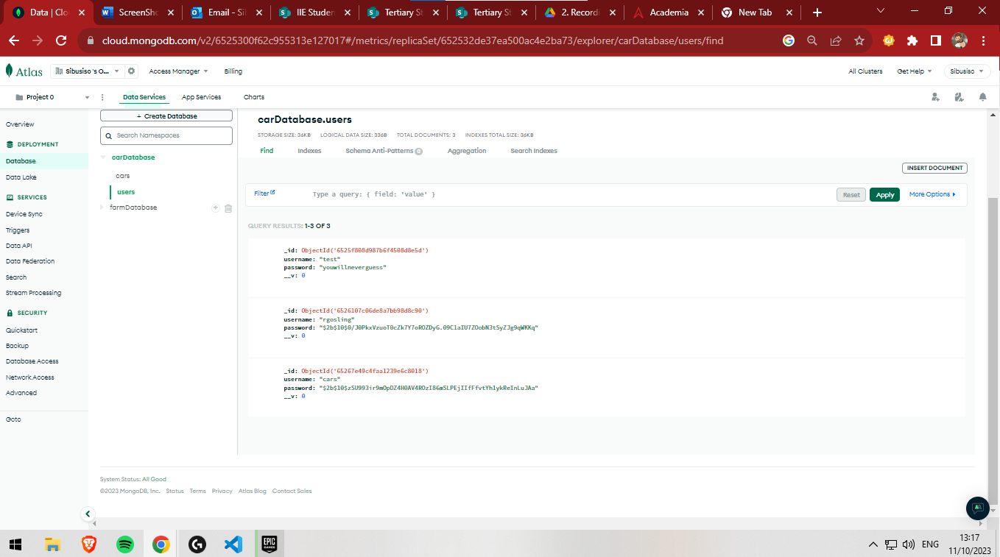 Data | Clo
ScreenSho
Email - Sib
IIE Studen
Tertiary St
Tertiary St
2. Recordi
Academia
New Tab
cloud.mongodb.com/v2/6525300f62c955313e127017#/metrics/replicaSet/652532de37ea500ac4e2ba73/explorer/carDatabase/users/find
Atlas
Sibusiso 's O...
Access Manager
Billing
All Clusters
Get Help
Sibusiso
Project 0
Data Services
App Services
Charts
Overview
DEPLOYMENT
Database
Data Lake
SERVICES
Device Sync
Triggers
Data API
Data Federation
Search
Stream Processing
SECURITY
Quickstart
Backup
Database Access
Network Access
Advanced
Goto
+ Create Database
Search Namespaces
carDatabase
cars
users
farmDatabase
carDatabase.users
STORAGE SIZE: 36KB LOGICAL DATA SIZE: 336B TOTAL DOCUMENTS: 3 INDEXES TOTAL SIZE: 36KB
Find
Indexes
Schema Anti-Patterns 0
Aggregation
Search Indexes
INSERT DOCUMENT
Filter
Type a query: { field: 'value' }
Reset
Apply
More Options
QUERY RESULTS: 1-3 OF 3
_id: ObjectId('6525f808d987b6f4508d8e5d')
username: "test"
password: "youwillneverguess"
__v: 0
_id: ObjectId('6526107c06de8a7bb98d8c90')
username: "rgosling"
password: "$2b$10$0/J0PkxVzuoT0cZk7Y7oROZDyG.09ClaIU7ZOobN3tSyZJg9qWKKq"
__v: 0
_id: ObjectId('65267e49c4faa1239e6c8018')
username: "cars"
password: "$2b$10$zSU993ir9mOpDZ4H0AV4ROzI86mSLPEjIIfFfvtYhlykReInLuJAa"
__v: 0
System Status: All Good
©2023 MongoDB, Inc. Status Terms Privacy Atlas Blog Contact Sales
EPIC
GAMES
ENG
13:17
11/10/2023